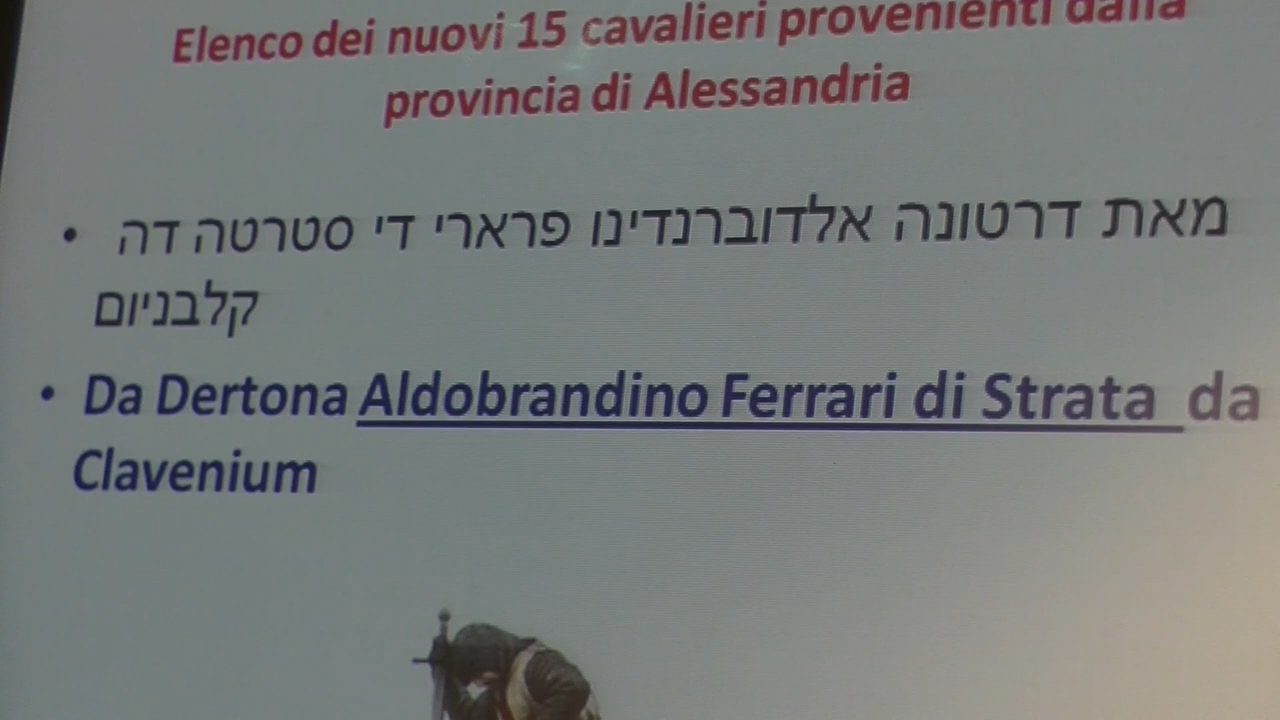 Elenco dei nuovi 15 cavalieri provenienti dalla
provincia di Alessandria
• מאת דרטונה אלדוברנדינו פרארי די סטרטה דה
קלבניום
• Da Dertona Aldobrandino Ferrari di Strata da
Clavenium